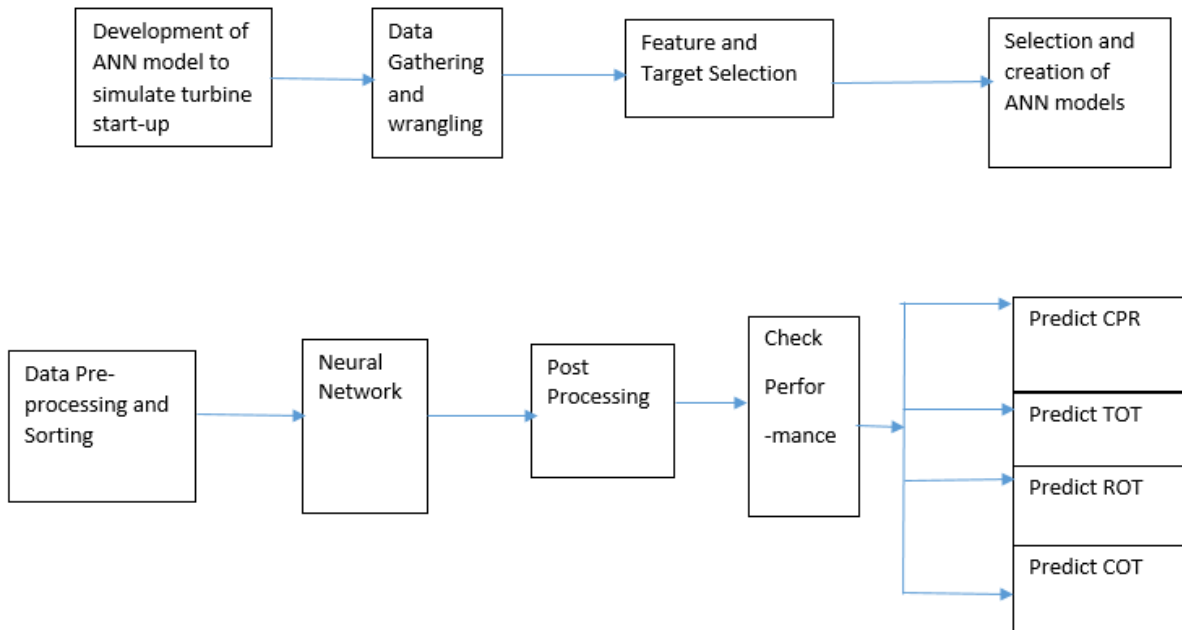 Development of
ANN model to
simulate turbine
start-up
Data
Gathering
and
wrangling
Feature and
Target Selection
Selection and
creation of
ANN models
Data Pre-
processing and
Sorting
Neural
Network
Post
Processing
Check
Perfor
-mance
Predict CPR
Predict TOT
Predict ROT
Predict COT